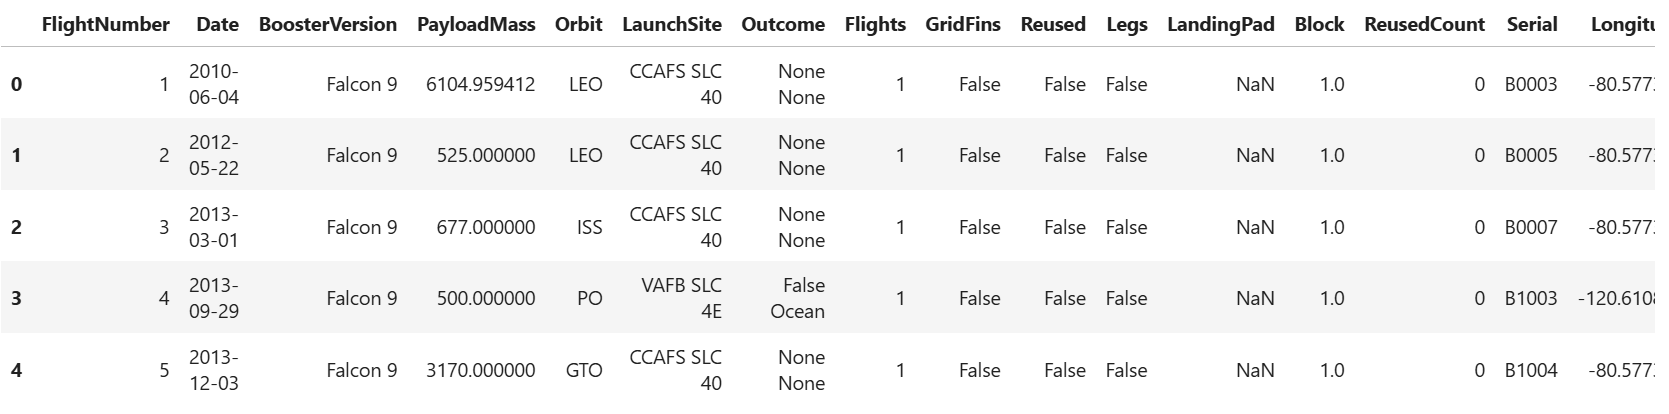 FlightNumber Date BoosterVersion PayloadMass Orbit LaunchSite Outcome Flights GridFins Reused Legs LandingPad Block ReusedCount Serial Longitu
0 1 2010-06-04 Falcon 9 6104.959412 LEO CCAFS SLC 40 None None 1 False False False NaN 1.0 0 B0003 -80.5773
1 2 2012-05-22 Falcon 9 525.000000 LEO CCAFS SLC 40 None None 1 False False False NaN 1.0 0 B0005 -80.5773
2 3 2013-03-01 Falcon 9 677.000000 ISS CCAFS SLC 40 None None 1 False False False NaN 1.0 0 B0007 -80.5773
3 4 2013-09-29 Falcon 9 500.000000 PO VAFB SLC 4E False Ocean 1 False False False NaN 1.0 0 B1003 -120.6108
4 5 2013-12-03 Falcon 9 3170.000000 GTO CCAFS SLC 40 None None 1 False False False NaN 1.0 0 B1004 -80.5773